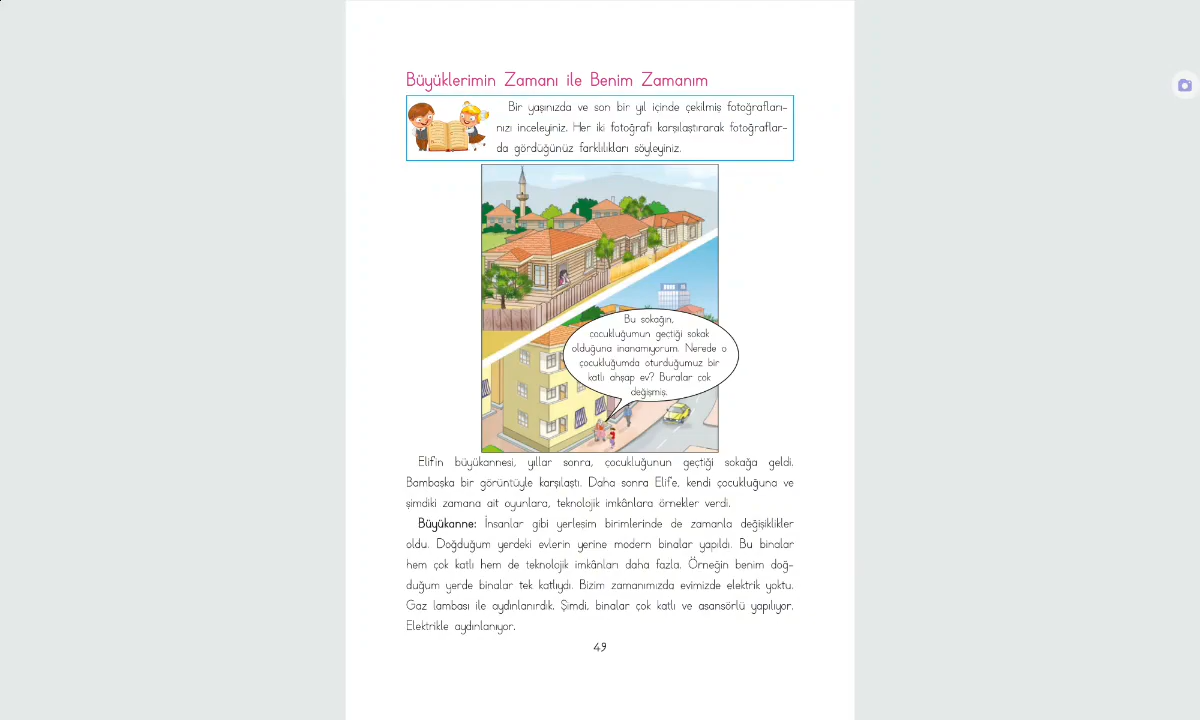 Büyüklerimin Zamanı ile Benim Zamanım
Bir yaşınızda ve son bir yıl içinde çekilmiş fotoğrafları-
nızı inceleyiniz. Her iki fotoğrafı karşılaştırarak fotoğraflar-
da gördüğünüz farklılıkları söyleyiniz.
Bu sokağın,
çocukluğumun geçtiği sokak
olduğuna inanamıyorum. Nerede o
çocukluğumda oturduğumuz bir
katlı ahşap ev? Buralar çok
değişmiş.
Elif'in büyükannesi, yıllar sonra, çocukluğunun geçtiği sokağa geldi.
Bambaşka bir görüntüyle karşılaştı. Daha sonra Elif'e, kendi çocukluğuna ve
şimdiki zamana ait oyunlara, teknolojik imkânlara örnekler verdi.
Büyükanne: İnsanlar gibi yerleşim birimlerinde de zamanla değişiklikler
oldu. Doğduğum yerdeki evlerin yerine modern binalar yapıldı. Bu binalar
hem çok katlı hem de teknolojik imkânları daha fazla. Örneğin benim doğ-
duğum yerde binalar tek katlıydı. Bizim zamanımızda evimizde elektrik yoktu.
Gaz lambası ile aydınlanırdık. Şimdi, binalar çok katlı ve asansörlü yapılıyor.
Elektrikle aydınlanıyor.
49